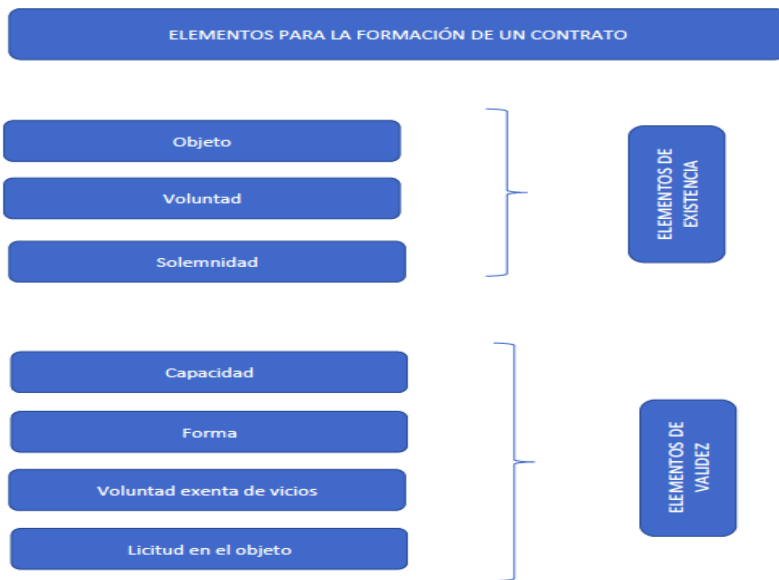 ELEMENTOS PARA LA FORMACIÓN DE UN CONTRATO
Objeto
Voluntad
Solemnidad
ELEMENTOS DE
EXISTENCIA
Capacidad
Forma
Voluntad exenta de vicios
Licitud en el objeto
ELEMENTOS DE
VALIDEZ